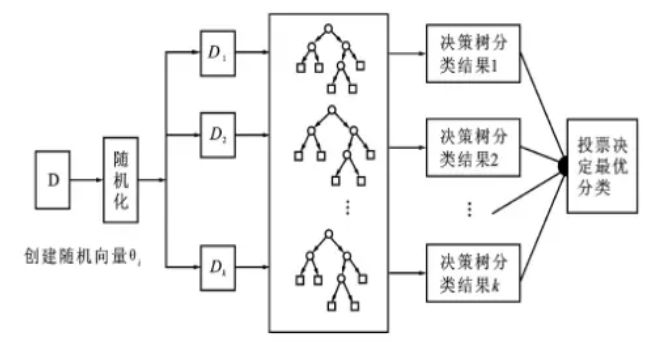 D
随
机
化
创建随机向量θi
D1
D2
⋮
Dk
...
决策树分
类结果1
决策树分
类结果2
⋮
决策树分
类结果k
投票决
定最优
分类